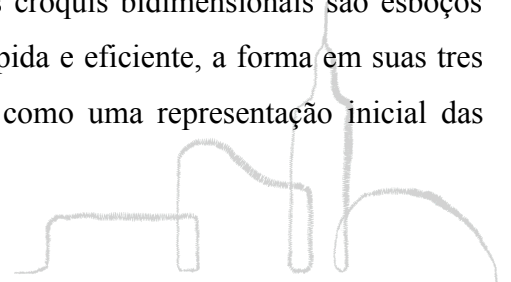 croquis bidimensionais são esboços
pida e eficiente, a forma em suas tres
como uma representação inicial das